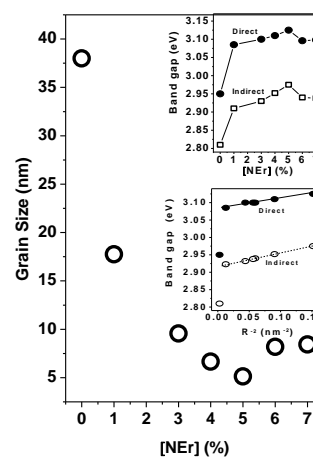 Grain Size (nm)
40
35
30
25
20
15
10
5
0 1 3 4 5 6 7
[NEr] (%)
Band gap (eV)
3.15
3.10
3.05
3.00
2.95
2.90
2.85
2.80
Direct
Indirect
0 1 2 3 4 5 6 7
[NEr] (%)
Band gap (eV)
3.10
3.05
3.00
2.95
2.90
2.85
2.80
Direct
Indirect
0.00 0.05 0.10 0.15
R⁻² (nm⁻²)